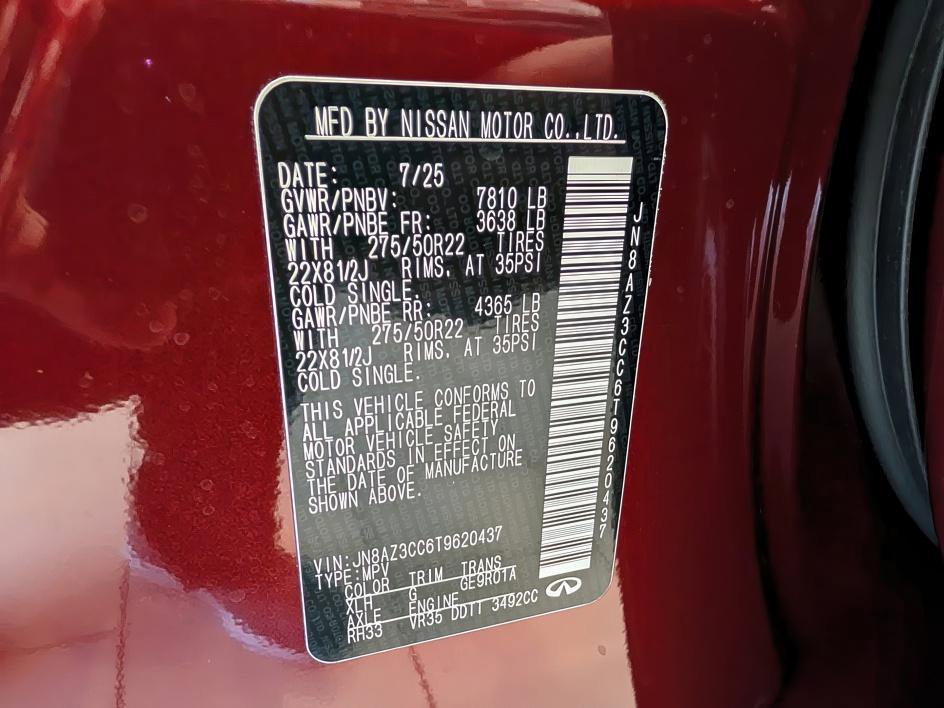 MFD BY NISSAN MOTOR CO.,LTD.
DATE: 7/25
GVWR/PNBV: 7810 LB
GAWR/PNBE FR: 3638 LB
WITH 275/50R22 TIRES
22X81/2J RIMS, AT 35PSI
COLD SINGLE.
GAWR/PNBE RR: 4365 LB
WITH 275/50R22 TIRES
22X81/2J RIMS, AT 35PSI
COLD SINGLE.
THIS VEHICLE CONFORMS TO
ALL APPLICABLE FEDERAL
MOTOR VEHICLE SAFETY
STANDARDS IN EFFECT ON
THE DATE OF MANUFACTURE
SHOWN ABOVE.
VIN:JN8AZ3CC6T9620437
TYPE:MPV
COLOR TRIM TRANS
XLH G GE9R01A
AXLE ENGINE
RH33 VR35 DDTT 3492CC
JN8AZ3CC6T9620437